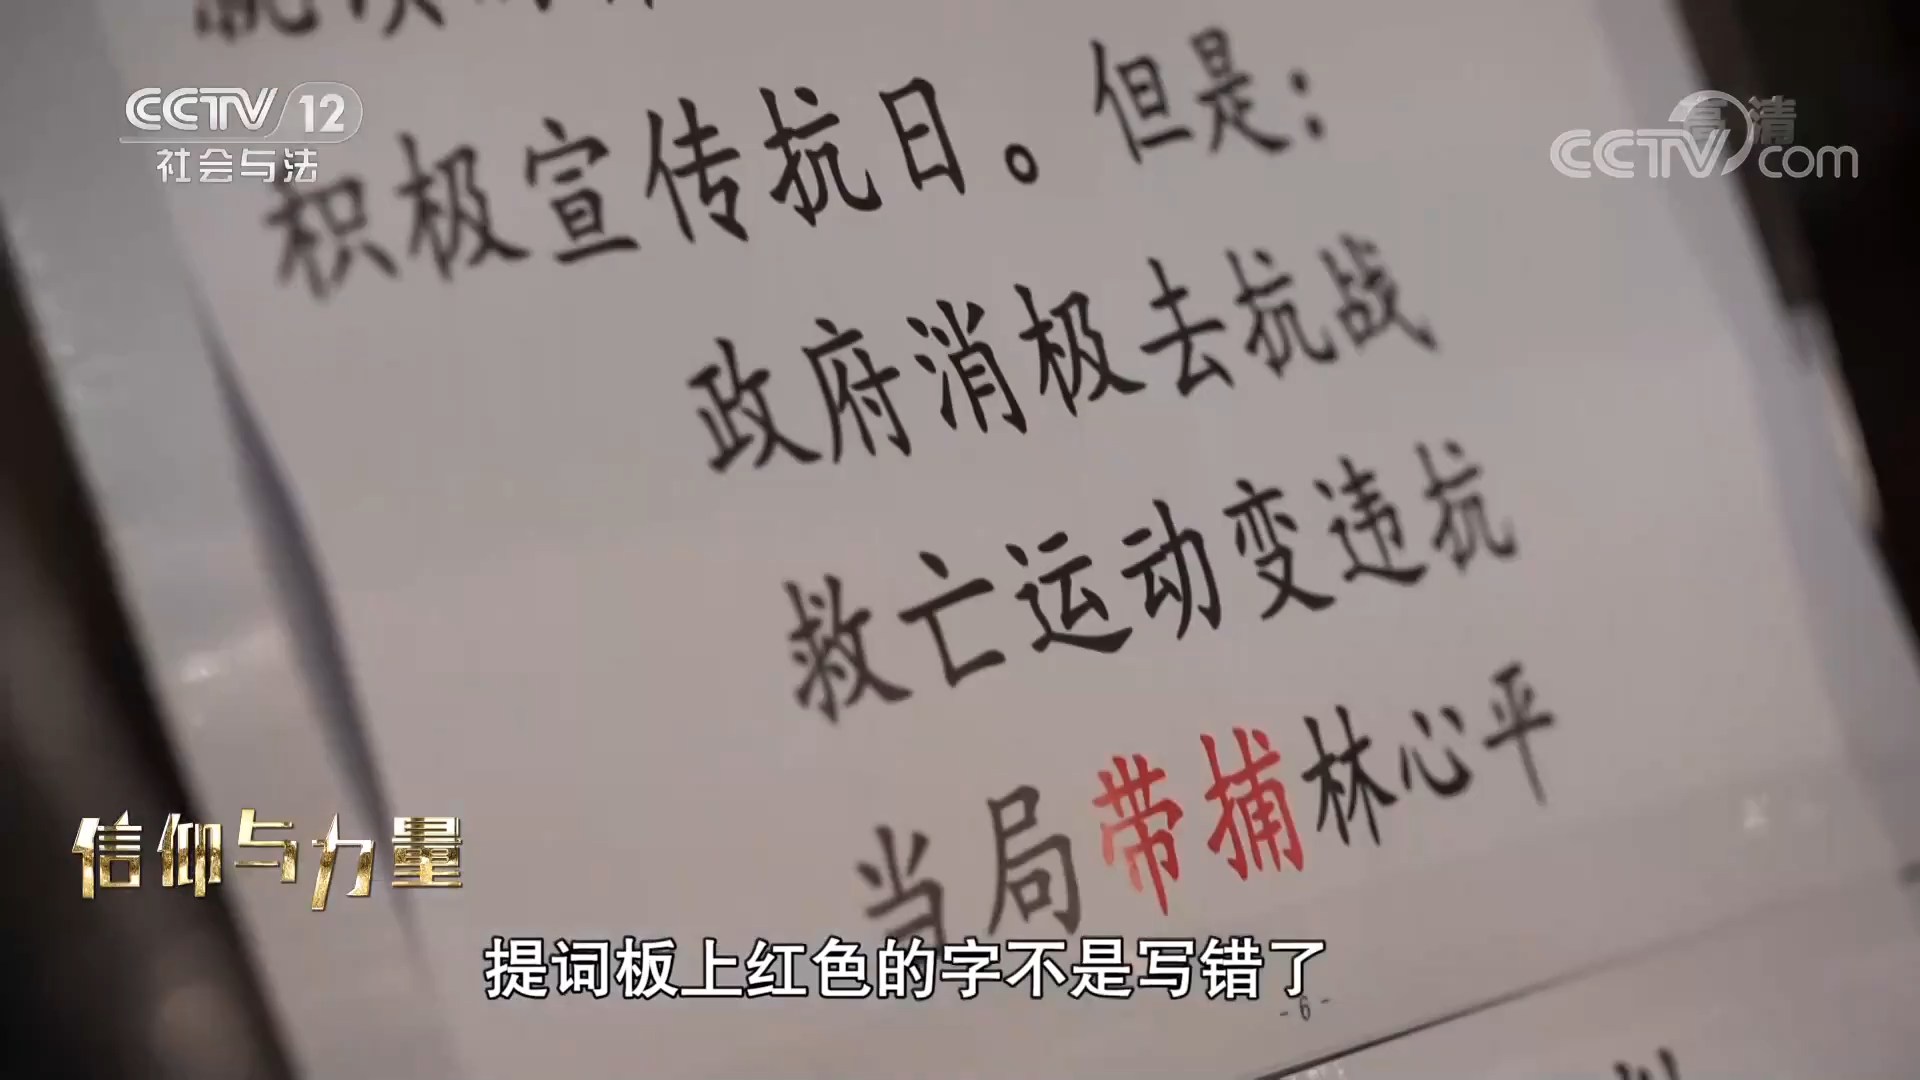 CCTV 12
社会与法
高清
CCTV.com
积极宣传抗日。但是：
政府消极去抗战
救亡运动变违抗
当局带捕林心平
信仰与力量
提词板上红色的字不是写错了
- 6 -